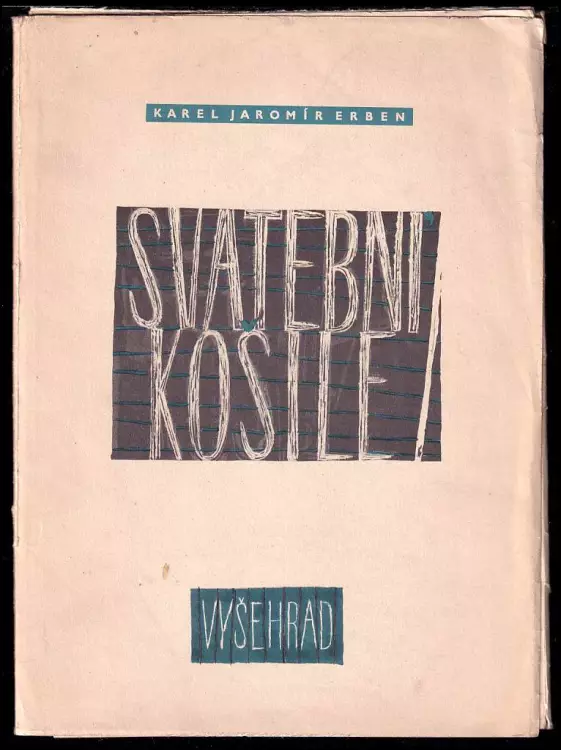 KAREL JAROMÍR ERBEN
SVATEBNÍ
KOŠILE
VYŠEHRAD